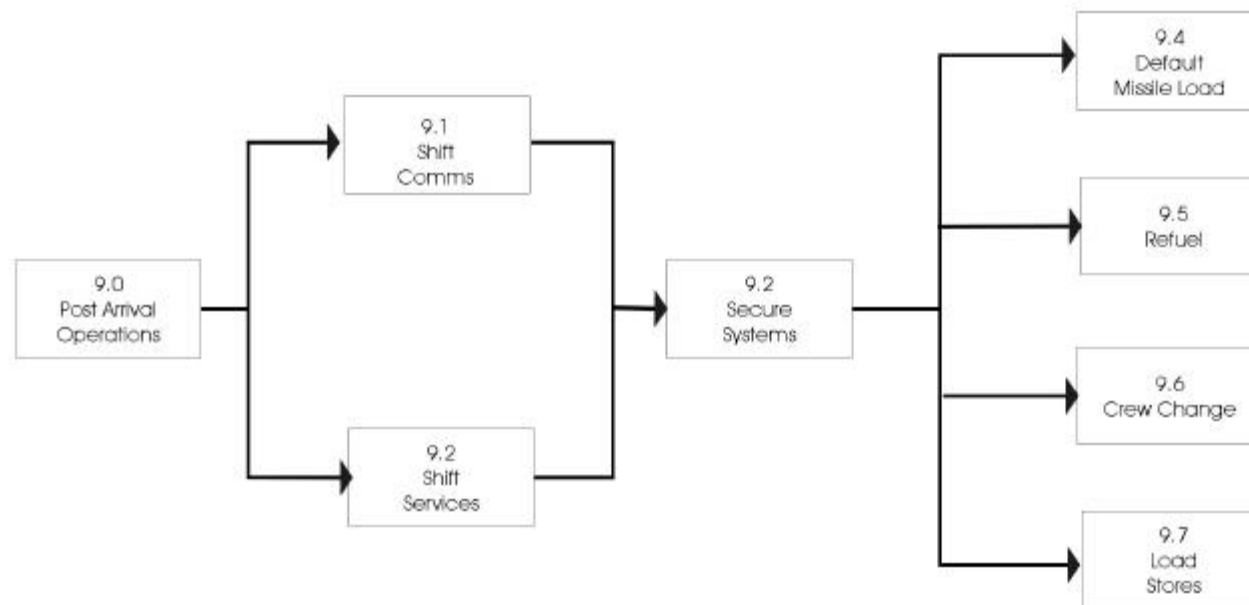 9.0
Post Arrival
Operations
9.1
Shift
Comms
9.2
Shift
Services
9.2
Secure
Systems
9.4
Default
Missile Load
9.5
Refuel
9.6
Crew Change
9.7
Load
Stores